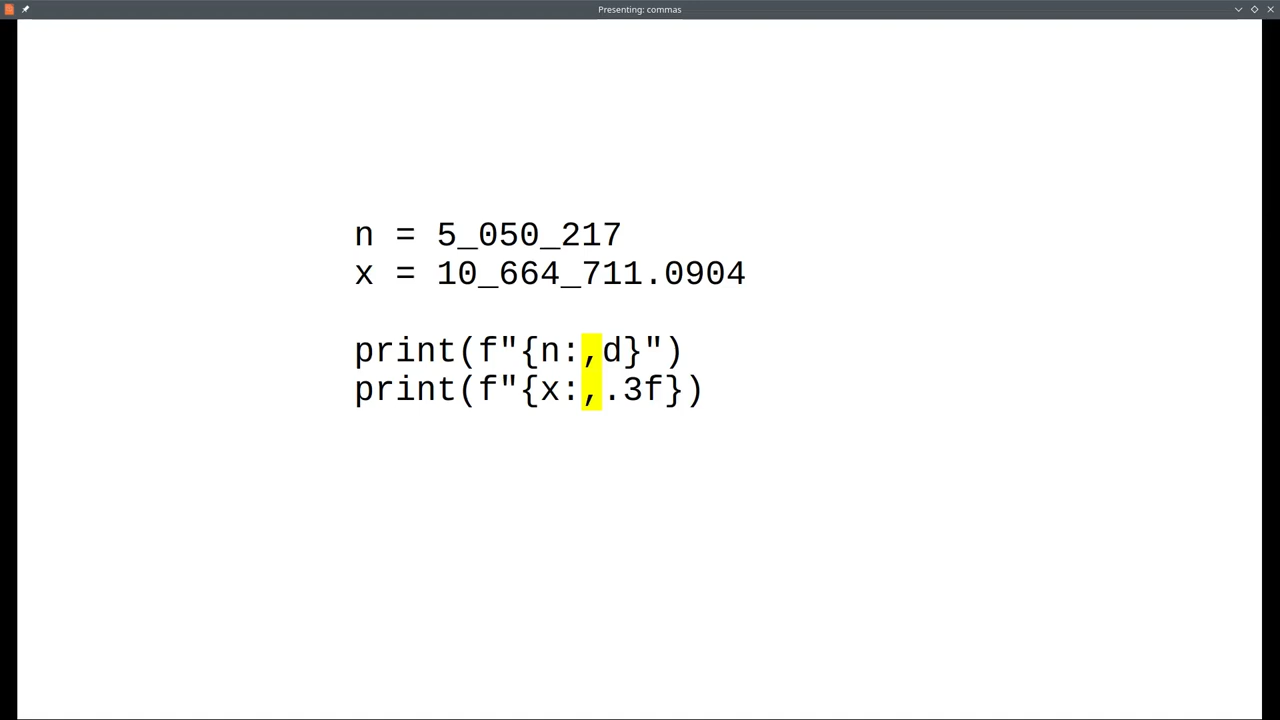 Presenting: commas
n = 5_050_217
x = 10_664_711.0904
print(f"{n:,d}")
print(f"{x:,.3f})